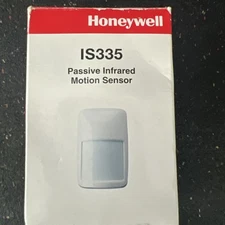 Honeywell
IS335
Passive Infrared
Motion Sensor